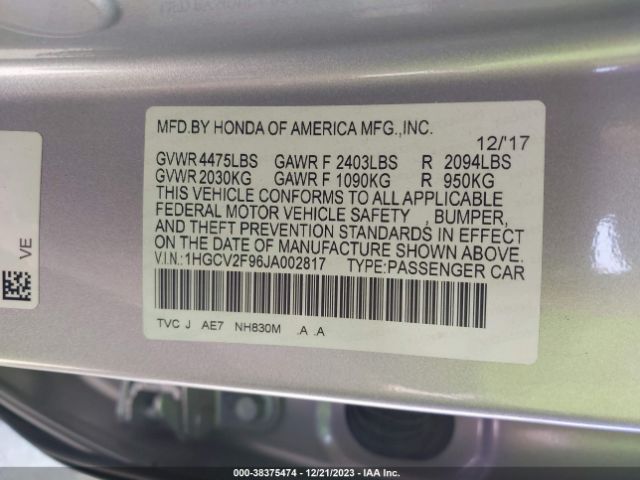 MFD.BY HONDA OF AMERICA MFG.,INC.
12/'17
GVWR 4475LBS GAWR F 2403LBS R 2094LBS
GVWR 2030KG GAWR F 1090KG R 950KG
THIS VEHICLE CONFORMS TO ALL APPLICABLE
FEDERAL MOTOR VEHICLE SAFETY , BUMPER,
AND THEFT PREVENTION STANDARDS IN EFFECT
ON THE DATE OF MANUFACTURE SHOWN ABOVE.
V.I.N.:1HGCV2F96JA002817 TYPE:PASSENGER CAR
TVC J AE7 NH830M .A .A
VE
000-38375474 – 12/21/2023 – IAA Inc.